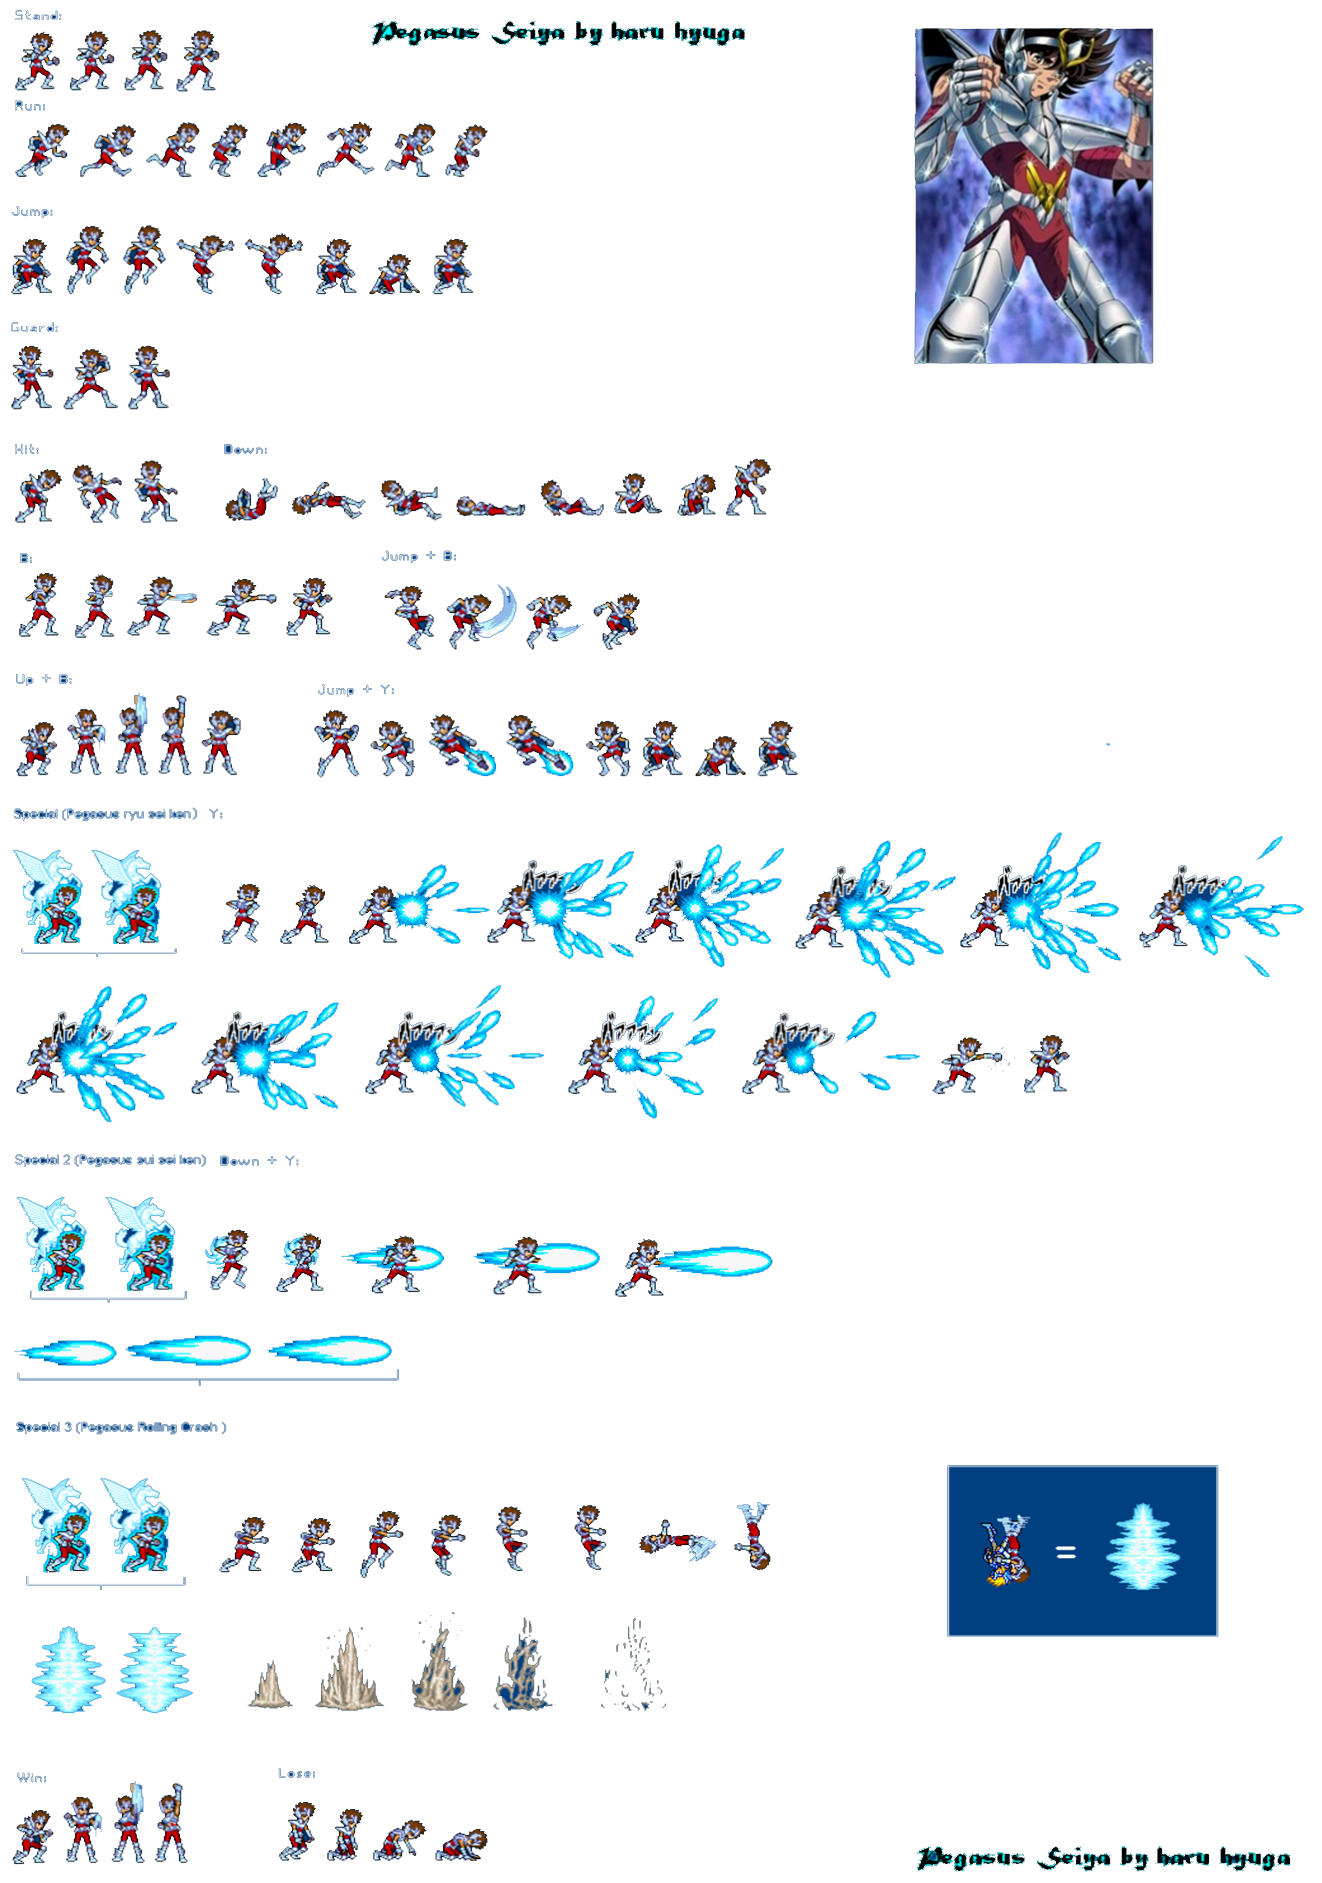 Stand:
Pegasus Seiya by haru hyuga
Run:
Jump:
Guard:
Hit:
Down:
B:
Jump + B:
Up + B:
Jump + Y:
Special (Pegasus ryu sei ken) Y:
Special 2 (Pegasus sui sei ken) Down + Y:
Special 3 (Pegasus Rolling Crash )
=
Win:
Lose:
Pegasus Seiya by haru hyuga